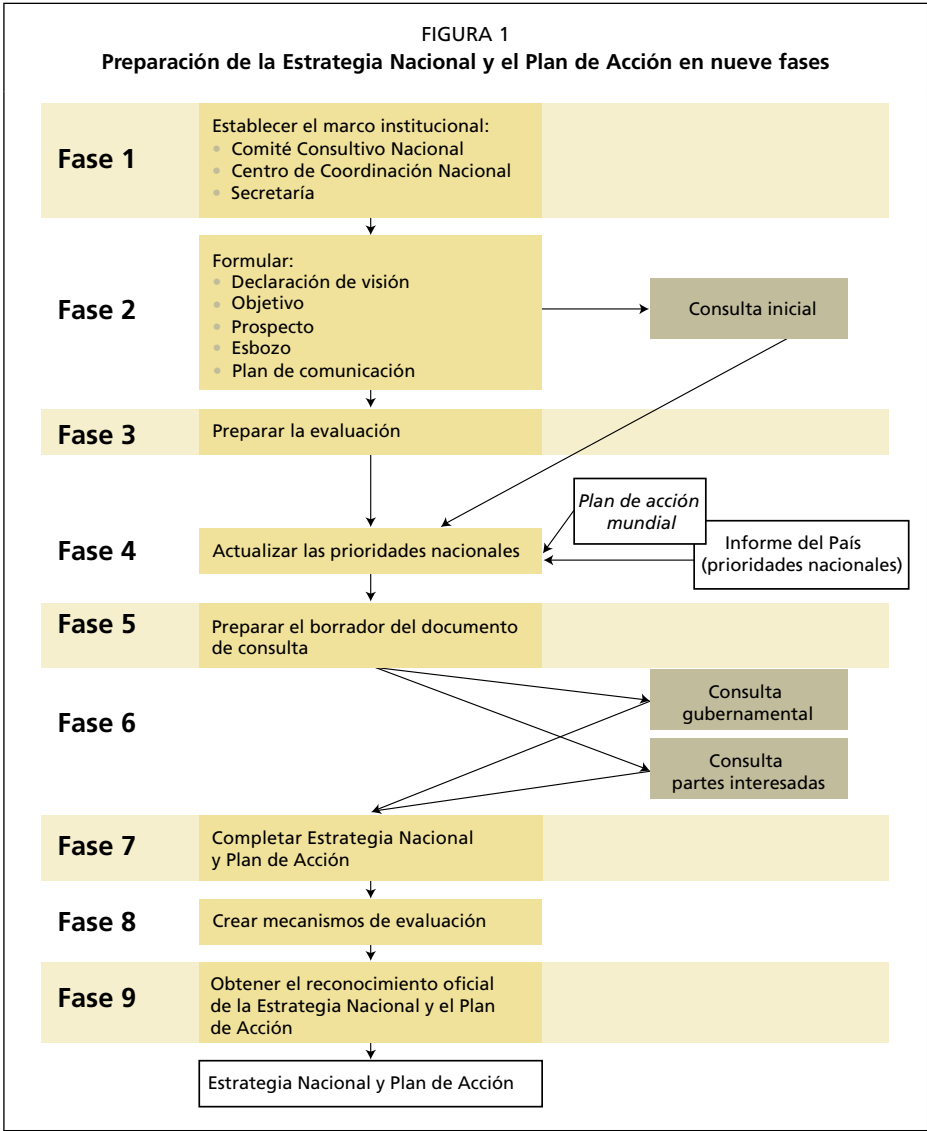 FIGURA 1
Preparación de la Estrategia Nacional y el Plan de Acción en nueve fases
Fase 1
Establecer el marco institucional:
• Comité Consultivo Nacional
• Centro de Coordinación Nacional
• Secretaría
Fase 2
Formular:
• Declaración de visión
• Objetivo
• Prospecto
• Esbozo
• Plan de comunicación
Consulta inicial
Fase 3
Preparar la evaluación
Fase 4
Actualizar las prioridades nacionales
Plan de acción
mundial
Informe del País
(prioridades nacionales)
Fase 5
Preparar el borrador del documento
de consulta
Fase 6
Consulta
gubernamental
Consulta
partes interesadas
Fase 7
Completar Estrategia Nacional
y Plan de Acción
Fase 8
Crear mecanismos de evaluación
Fase 9
Obtener el reconocimiento oficial
de la Estrategia Nacional y el Plan
de Acción
Estrategia Nacional y Plan de Acción